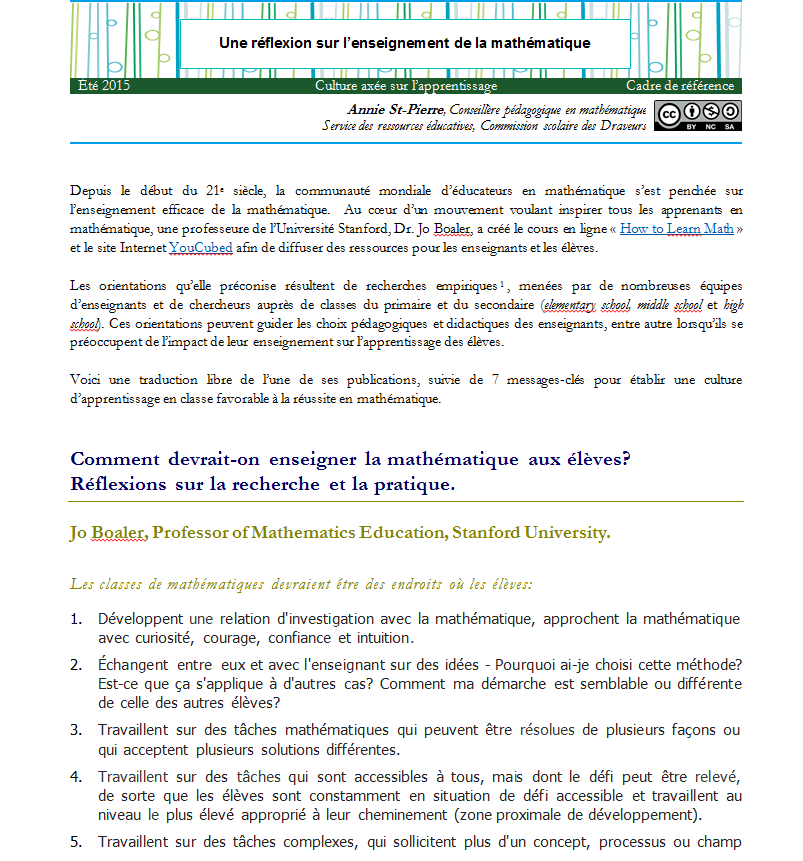 Une réflexion sur l’enseignement de la mathématique
Été 2015 Culture axée sur l’apprentissage Cadre de référence
Annie St-Pierre, Conseillère pédagogique en mathématique
Service des ressources éducatives, Commission scolaire des Draveurs
cc BY NC SA
Depuis le début du 21e siècle, la communauté mondiale d’éducateurs en mathématique s’est penchée sur
l’enseignement efficace de la mathématique. Au cœur d’un mouvement voulant inspirer tous les apprenants en
mathématique, une professeure de l’Université Stanford, Dr. Jo Boaler, a créé le cours en ligne « How to Learn Math »
et le site Internet YouCubed afin de diffuser des ressources pour les enseignants et les élèves.
Les orientations qu’elle préconise résultent de recherches empiriques1, menées par de nombreuses équipes
d’enseignants et de chercheurs auprès de classes du primaire et du secondaire (elementary school, middle school et high
school). Ces orientations peuvent guider les choix pédagogiques et didactiques des enseignants, entre autre lorsqu’ils se
préoccupent de l’impact de leur enseignement sur l’apprentissage des élèves.
Voici une traduction libre de l’une de ses publications, suivie de 7 messages-clés pour établir une culture
d’apprentissage en classe favorable à la réussite en mathématique.
Comment devrait-on enseigner la mathématique aux élèves?
Réflexions sur la recherche et la pratique.
Jo Boaler, Professor of Mathematics Education, Stanford University.
Les classes de mathématiques devraient être des endroits où les élèves:
1. Développent une relation d'investigation avec la mathématique, approchent la mathématique
avec curiosité, courage, confiance et intuition.
2. Échangent entre eux et avec l'enseignant sur des idées - Pourquoi ai-je choisi cette méthode?
Est-ce que ça s'applique à d'autres cas? Comment ma démarche est semblable ou différente
de celle des autres élèves?
3. Travaillent sur des tâches mathématiques qui peuvent être résolues de plusieurs façons ou
qui acceptent plusieurs solutions différentes.
4. Travaillent sur des tâches qui sont accessibles à tous, mais dont le défi peut être relevé,
de sorte que les élèves sont constamment en situation de défi accessible et travaillent au
niveau le plus élevé approprié à leur cheminement (zone proximale de développement).
5. Travaillent sur des tâches complexes, qui sollicitent plus d'un concept, processus ou champ